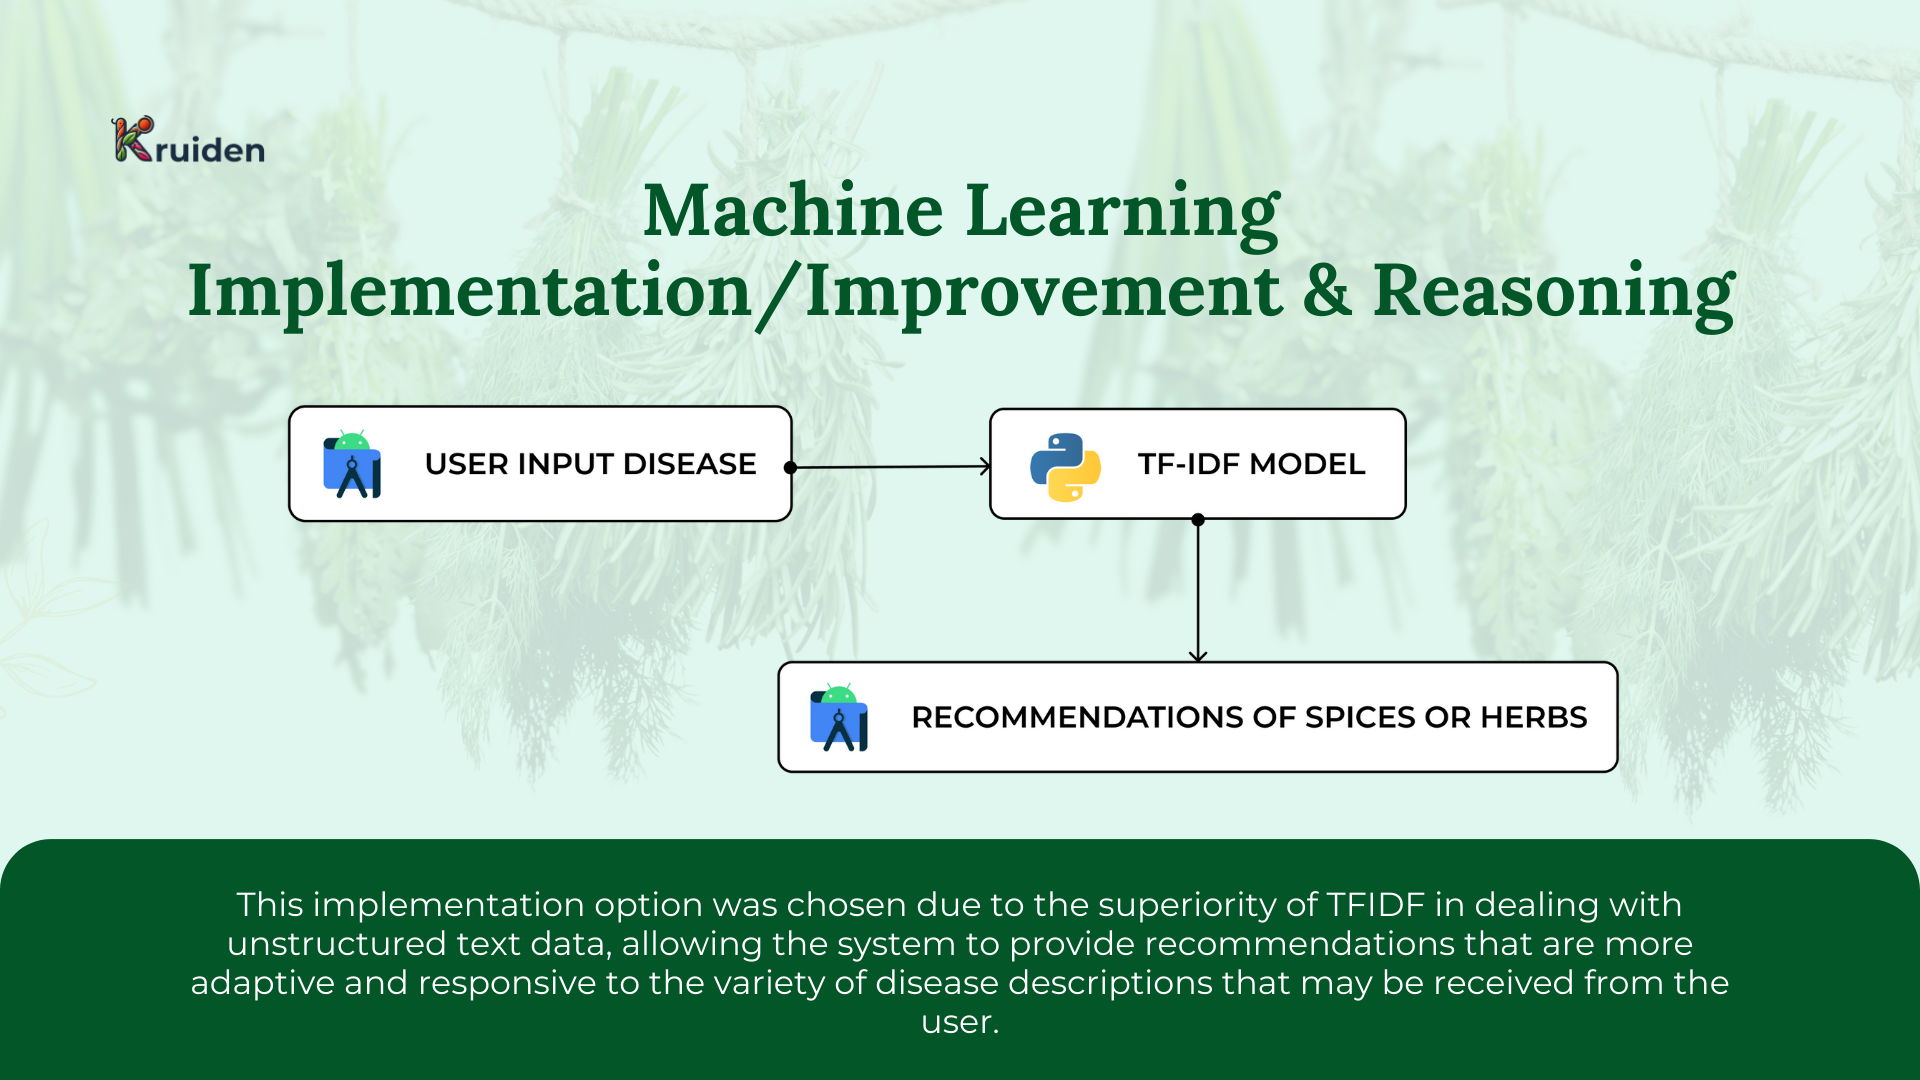 Kruiden
Machine Learning
Implementation/Improvement & Reasoning
USER INPUT DISEASE
TF-IDF MODEL
RECOMMENDATIONS OF SPICES OR HERBS
This implementation option was chosen due to the superiority of TFIDF in dealing with
unstructured text data, allowing the system to provide recommendations that are more
adaptive and responsive to the variety of disease descriptions that may be received from the
user.